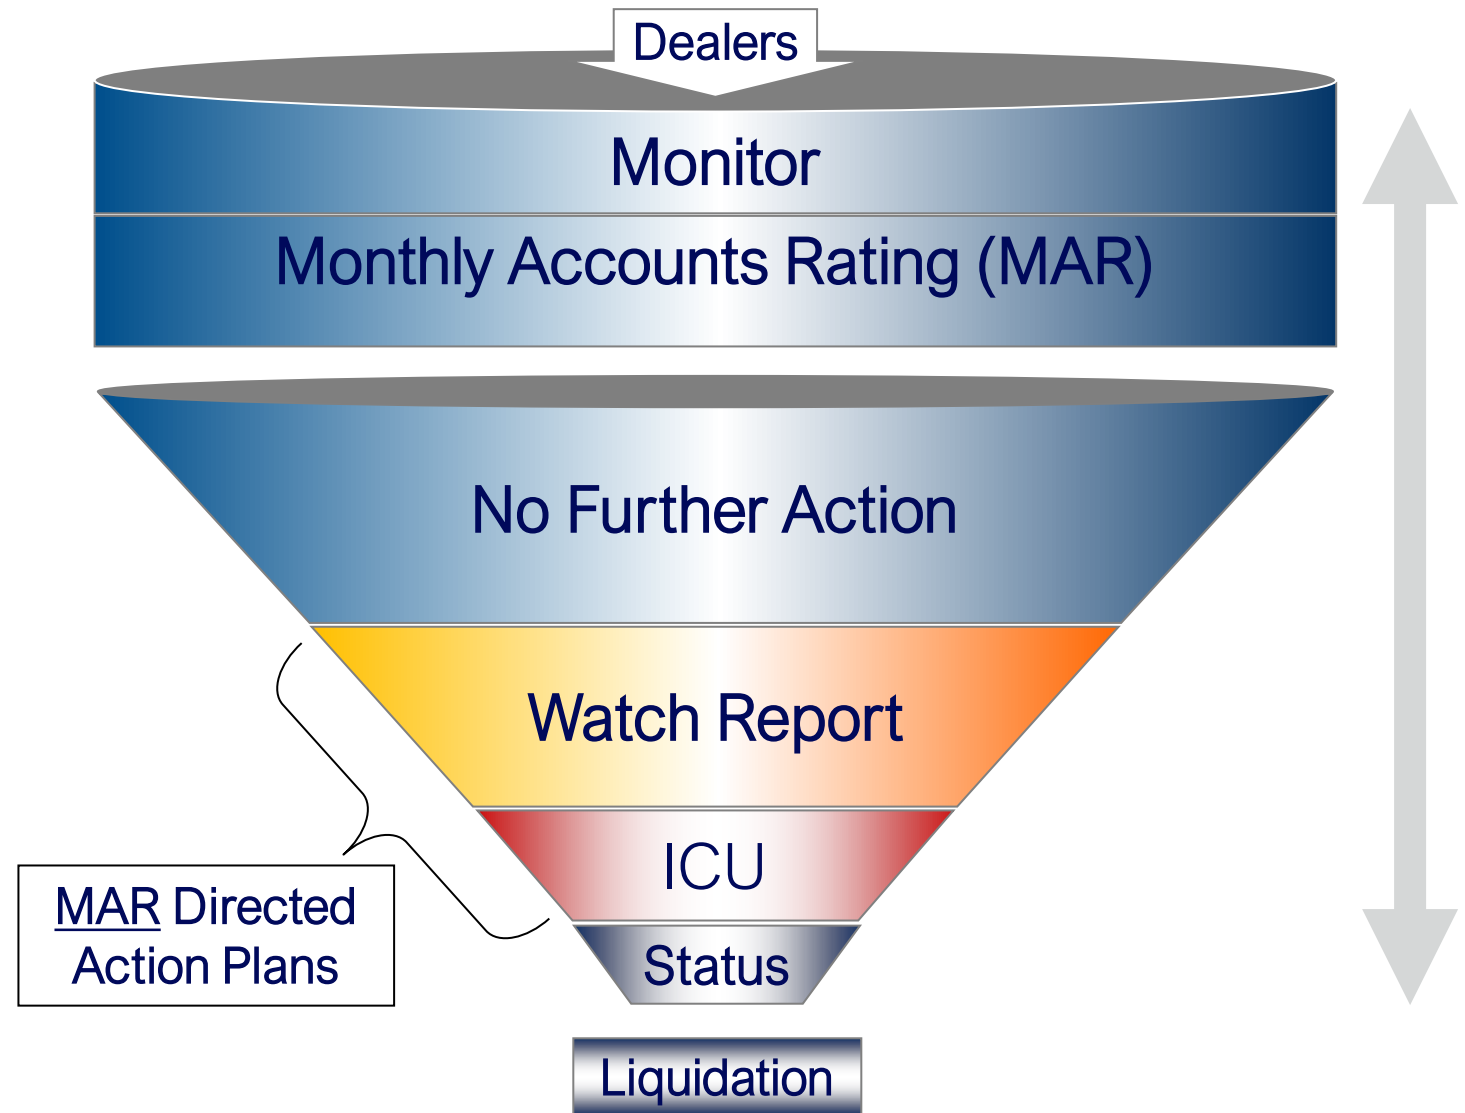 Dealers
Monitor
Monthly Accounts Rating (MAR)
No Further Action
Watch Report
ICU
MAR Directed
Action Plans
Status
Liquidation